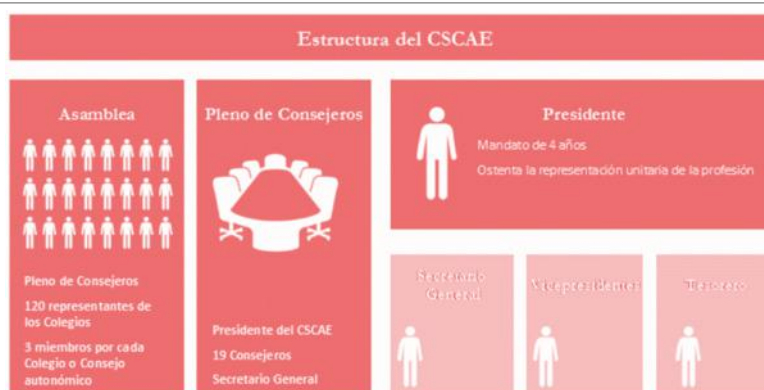 Estructura del CSCAE
Asamblea
Pleno de Consejeros
120 representantes de
los Colegios
3 miembros por cada
Colegio o Consejo
autonómico
Pleno de Consejeros
Presidente del CSCAE
19 Consejeros
Secretario General
Presidente
Mandato de 4 años
Ostenta la representación unitaria de la profesión
Secretario
General
Vicepresidentes
Tesorero